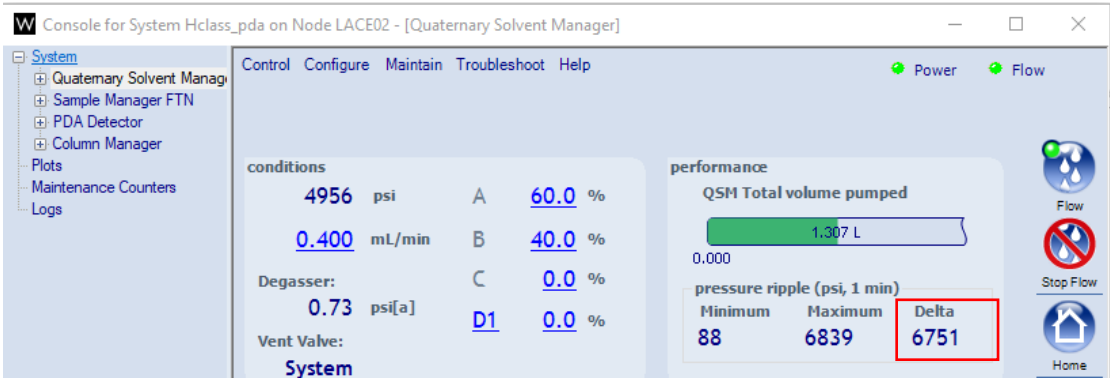 W Console for System Hclass_pda on Node LACE02 - [Quaternary Solvent Manager]
System
Quaternary Solvent Manag
Sample Manager FTN
PDA Detector
Column Manager
Plots
Maintenance Counters
Logs
Control Configure Maintain Troubleshoot Help
Power Flow
conditions
4956 psi A 60.0 %
0.400 mL/min B 40.0 %
Degasser: C 0.0 %
0.73 psi[a] D1 0.0 %
Vent Valve:
System
performance
QSM Total volume pumped
1.307 L
0.000
pressure ripple (psi, 1 min)
Minimum Maximum Delta
88 6839 6751
Flow
Stop Flow
Home